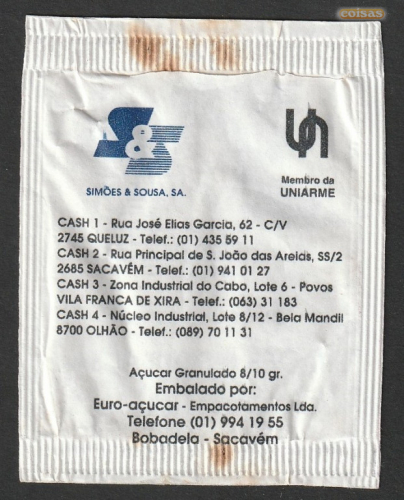 coisas
S&S
SIMÕES & SOUSA, SA.
Membro da
UNIARME
CASH 1 - Rua José Elias Garcia, 62 - C/V
2745 QUELUZ - Telef.: (01) 435 59 11
CASH 2 - Rua Principal de S. João das Areias, SS/2
2685 SACAVÉM - Telef.: (01) 941 01 27
CASH 3 - Zona Industrial do Cabo, Lote 6 - Povos
VILA FRANCA DE XIRA - Telef.: (063) 31 183
CASH 4 - Núcleo Industrial, Lote 8/12 - Bela Mandil
8700 OLHÃO - Telef.: (089) 70 11 31
Açucar Granulado 8/10 gr.
Embalado por:
Euro-açucar - Empacotamentos Lda.
Telefone (01) 994 19 55
Bobadela - Sacavém